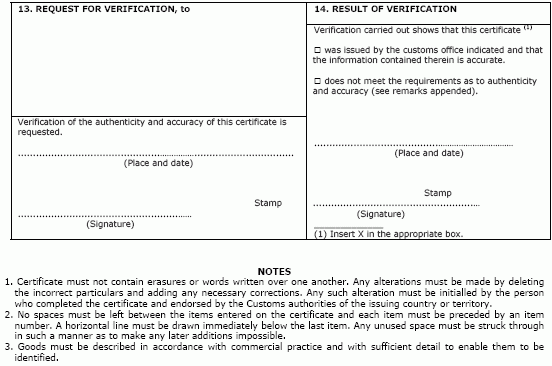 13. REQUEST FOR VERIFICATION, to
Verification of the authenticity and accuracy of this certificate is
requested.
(Place and date)
Stamp
(Signature)
14. RESULT OF VERIFICATION
Verification carried out shows that this certificate (1)
□ was issued by the customs office indicated and that
the information contained therein is accurate.
□ does not meet the requirements as to authenticity
and accuracy (see remarks appended).
(Place and date)
Stamp
(Signature)
(1) Insert X in the appropriate box.
NOTES
1. Certificate must not contain erasures or words written over one another. Any alterations must be made by deleting
the incorrect particulars and adding any necessary corrections. Any such alteration must be initialled by the person
who completed the certificate and endorsed by the Customs authorities of the issuing country or territory.
2. No spaces must be left between the items entered on the certificate and each item must be preceded by an item
number. A horizontal line must be drawn immediately below the last item. Any unused space must be struck through
in such a manner as to make any later additions impossible.
3. Goods must be described in accordance with commercial practice and with sufficient detail to enable them to be
identified.